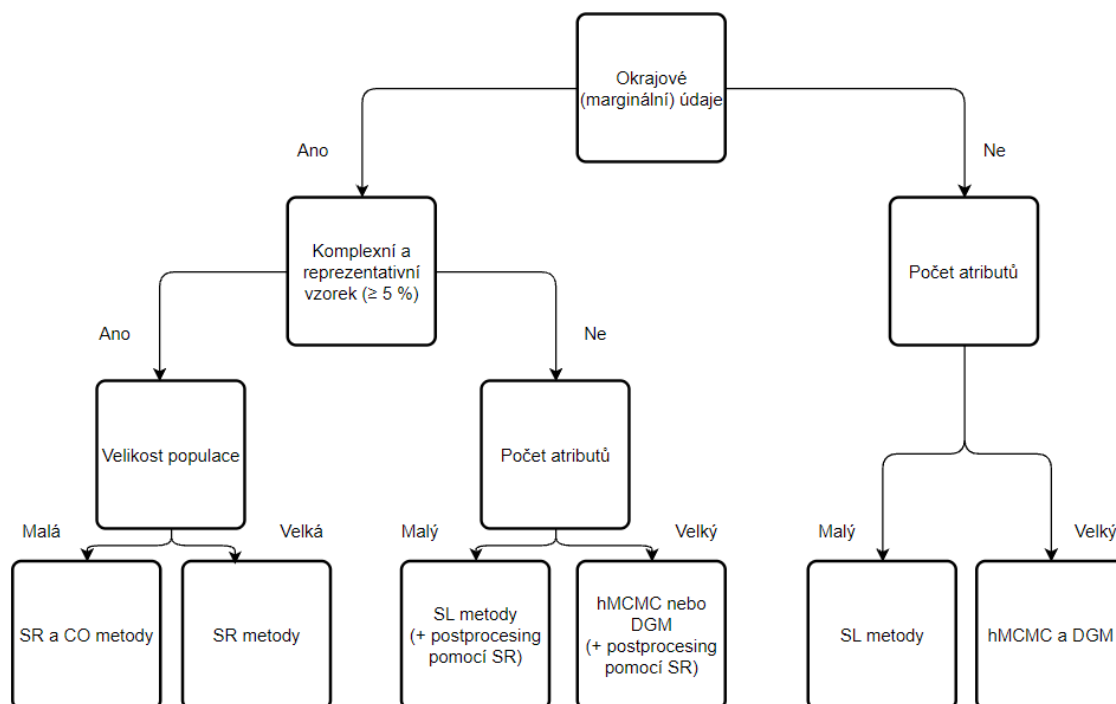 Okrajové
(marginální) údaje
Ano
Ne
Komplexní a
reprezentativní
vzorek (≥ 5 %)
Počet atributů
Ano
Ne
Velikost populace
Počet atributů
Malá
Velká
Malý
Velký
Malý
Velký
SR a CO metody
SR metody
SL metody
(+ postprocesing
pomocí SR)
hMCMC nebo
DGM
(+ postprocesing
pomocí SR)
SL metody
hMCMC a DGM